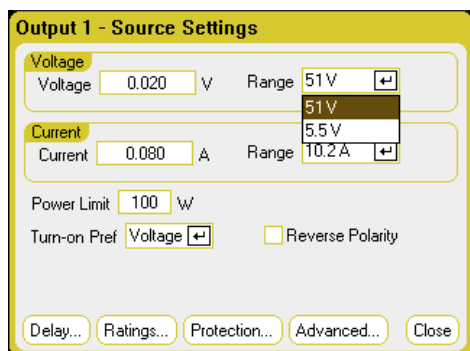 Output 1 - Source Settings
Voltage
Voltage 0.020 V Range 51 V
51 V
5.5 V
Current
Current 0.080 A Range 10.2 A
Power Limit 100 W
Turn-on Pref Voltage Reverse Polarity
Delay... Ratings... Protection... Advanced... Close